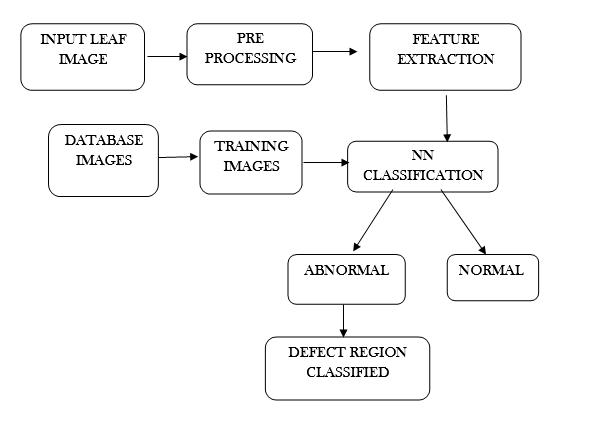 INPUT LEAF
IMAGE
PRE
PROCESSING
FEATURE
EXTRACTION
DATABASE
IMAGES
TRAINING
IMAGES
NN
CLASSIFICATION
ABNORMAL
NORMAL
DEFECT REGION
CLASSIFIED